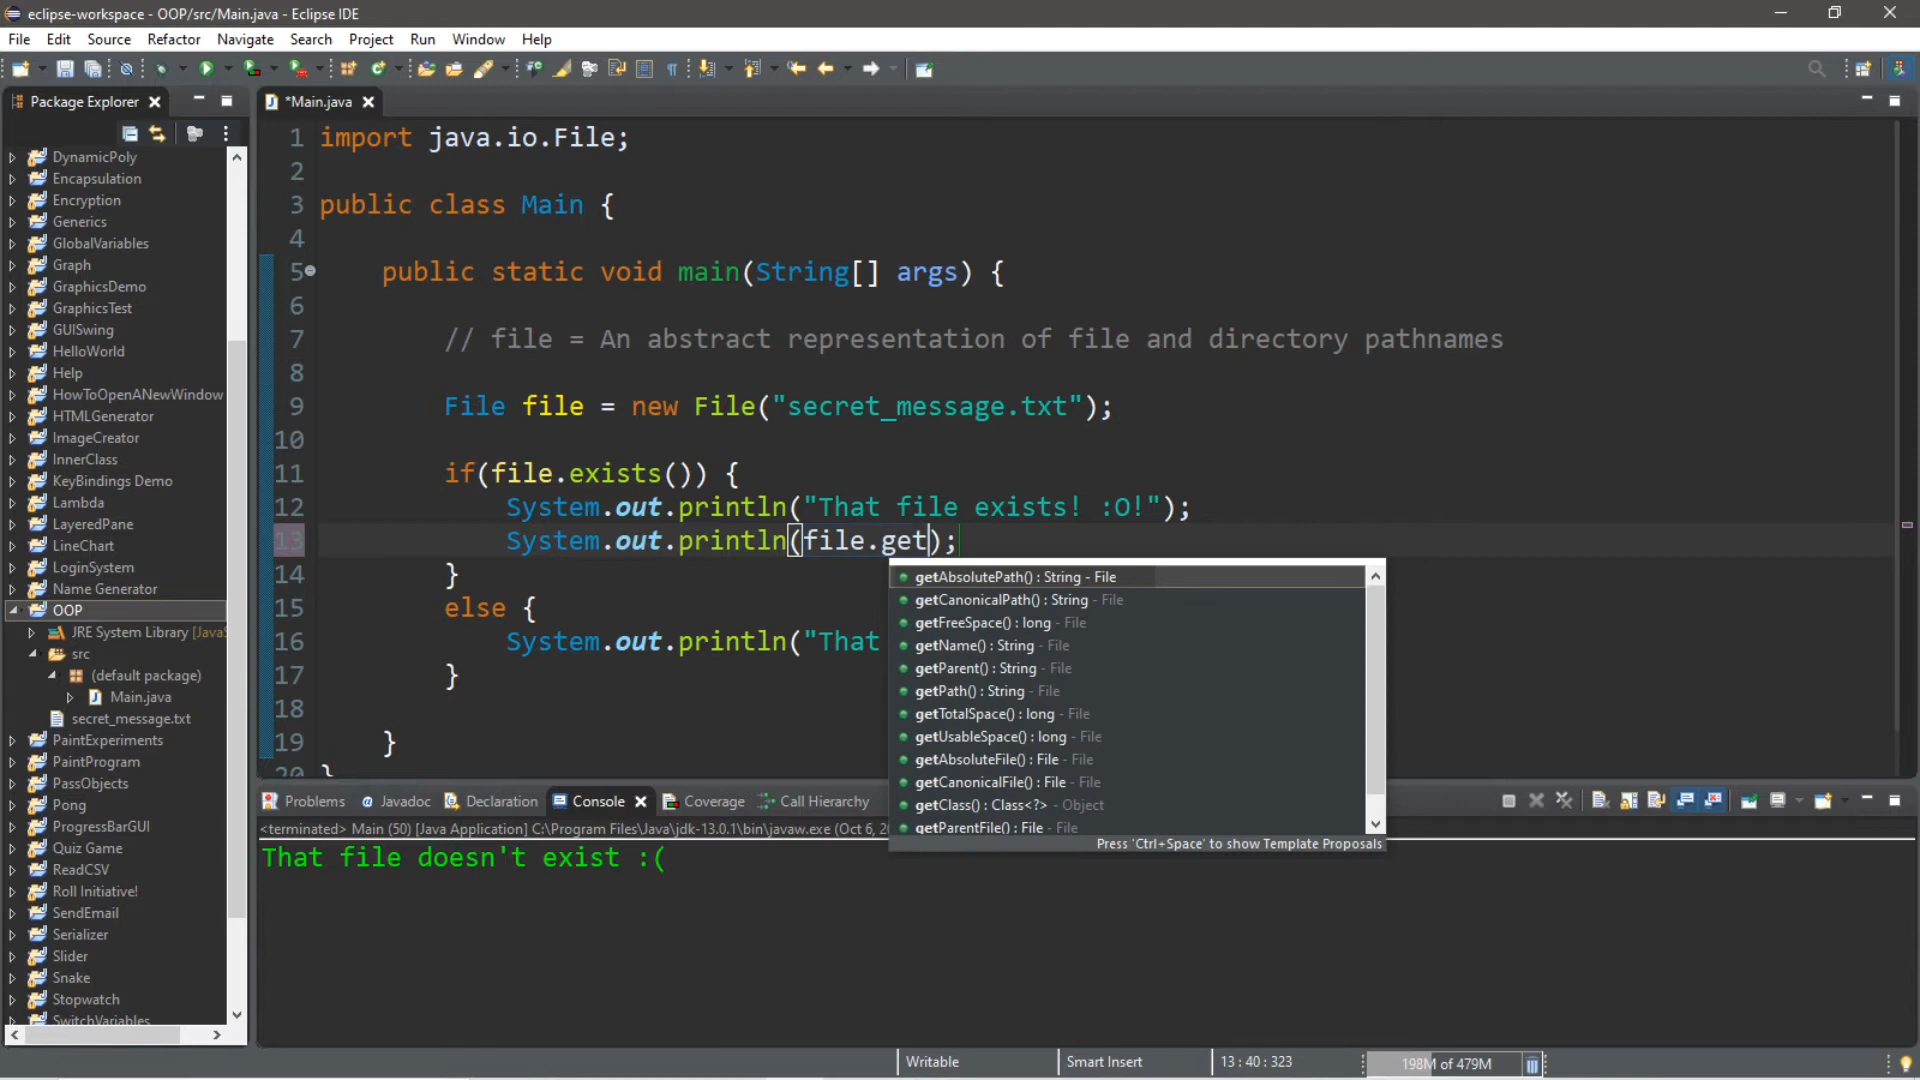 eclipse-workspace - OOP/src/Main.java - Eclipse IDE
File Edit Source Refactor Navigate Search Project Run Window Help
Package Explorer
DynamicPoly
Encapsulation
Encryption
Generics
GlobalVariables
Graph
GraphicsDemo
GraphicsTest
GUISwing
HelloWorld
Help
HowToOpenANewWindow
HTMLGenerator
ImageCreator
InnerClass
KeyBindings Demo
Lambda
LayeredPane
LineChart
LoginSystem
Name Generator
OOP
JRE System Library [JavaS
src
(default package)
Main.java
secret_message.txt
PaintExperiments
PaintProgram
PassObjects
Pong
ProgressBarGUI
Quiz Game
ReadCSV
Roll Initiative!
SendEmail
Serializer
Slider
Snake
Stopwatch
SwitchVariables
*Main.java
1 import java.io.File;
2
3 public class Main {
4
5 public static void main(String[] args) {
6
7 // file = An abstract representation of file and directory pathnames
8
9 File file = new File("secret_message.txt");
10
11 if(file.exists()) {
12 System.out.println("That file exists! :O!");
13 System.out.println(file.get);
14 }
15 else {
16 System.out.println("That
17 }
18
19 }
20 }
getAbsolutePath() : String - File
getCanonicalPath() : String - File
getFreeSpace() : long - File
getName() : String - File
getParent() : String - File
getPath() : String - File
getTotalSpace() : long - File
getUsableSpace() : long - File
getAbsoluteFile() : File - File
getCanonicalFile() : File - File
getClass() : Class<?> - Object
getParentFile() : File - File
Press 'Ctrl+Space' to show Template Proposals
Problems Javadoc Declaration Console Coverage Call Hierarchy
<terminated> Main (50) [Java Application] C:\Program Files\Java\jdk-13.0.1\bin\javaw.exe (Oct 6, 20
That file doesn't exist :(
Writable Smart Insert 13 : 40 : 323 198M of 479M